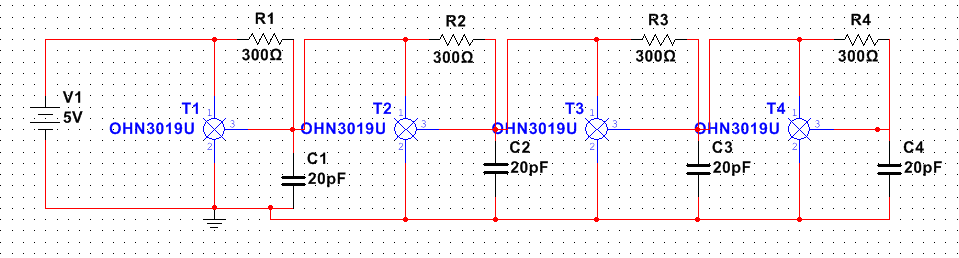 R1
300Ω
R2
300Ω
R3
300Ω
R4
300Ω
V1
5V
T1
OHN3019U
1
3
2
T2
OHN3019U
1
3
2
T3
OHN3019U
1
3
2
T4
OHN3019U
1
3
2
C1
20pF
C2
20pF
C3
20pF
C4
20pF